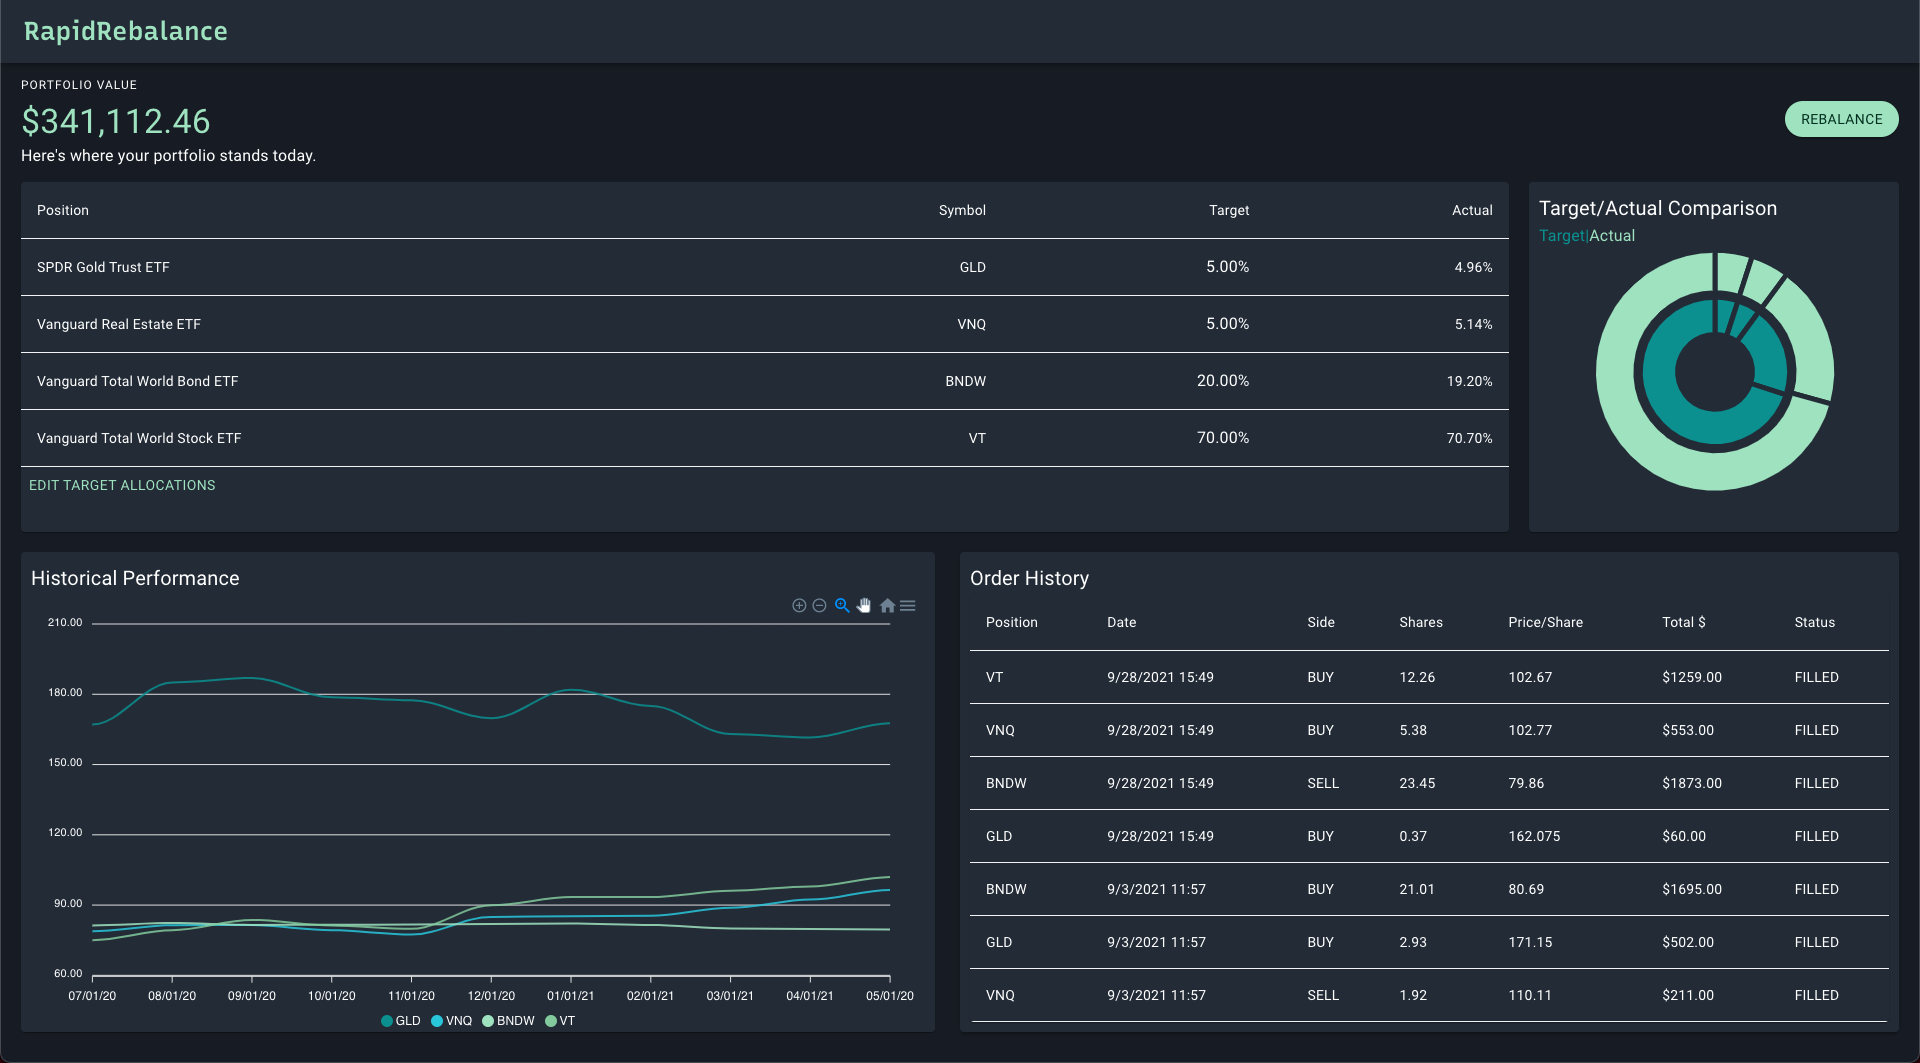 RapidRebalance
PORTFOLIO VALUE
$341,112.46
Here's where your portfolio stands today.
REBALANCE
Position Symbol Target Actual
SPDR Gold Trust ETF GLD 5.00% 4.96%
Vanguard Real Estate ETF VNQ 5.00% 5.14%
Vanguard Total World Bond ETF BNDW 20.00% 19.20%
Vanguard Total World Stock ETF VT 70.00% 70.70%
EDIT TARGET ALLOCATIONS
Target/Actual Comparison
Target|Actual
Historical Performance
210.00
180.00
150.00
120.00
90.00
60.00
07/01/20 08/01/20 09/01/20 10/01/20 11/01/20 12/01/20 01/01/21 02/01/21 03/01/21 04/01/21 05/01/20
GLD VNQ BNDW VT
Order History
Position Date Side Shares Price/Share Total $ Status
VT 9/28/2021 15:49 BUY 12.26 102.67 $1259.00 FILLED
VNQ 9/28/2021 15:49 BUY 5.38 102.77 $553.00 FILLED
BNDW 9/28/2021 15:49 SELL 23.45 79.86 $1873.00 FILLED
GLD 9/28/2021 15:49 BUY 0.37 162.075 $60.00 FILLED
BNDW 9/3/2021 11:57 BUY 21.01 80.69 $1695.00 FILLED
GLD 9/3/2021 11:57 BUY 2.93 171.15 $502.00 FILLED
VNQ 9/3/2021 11:57 SELL 1.92 110.11 $211.00 FILLED